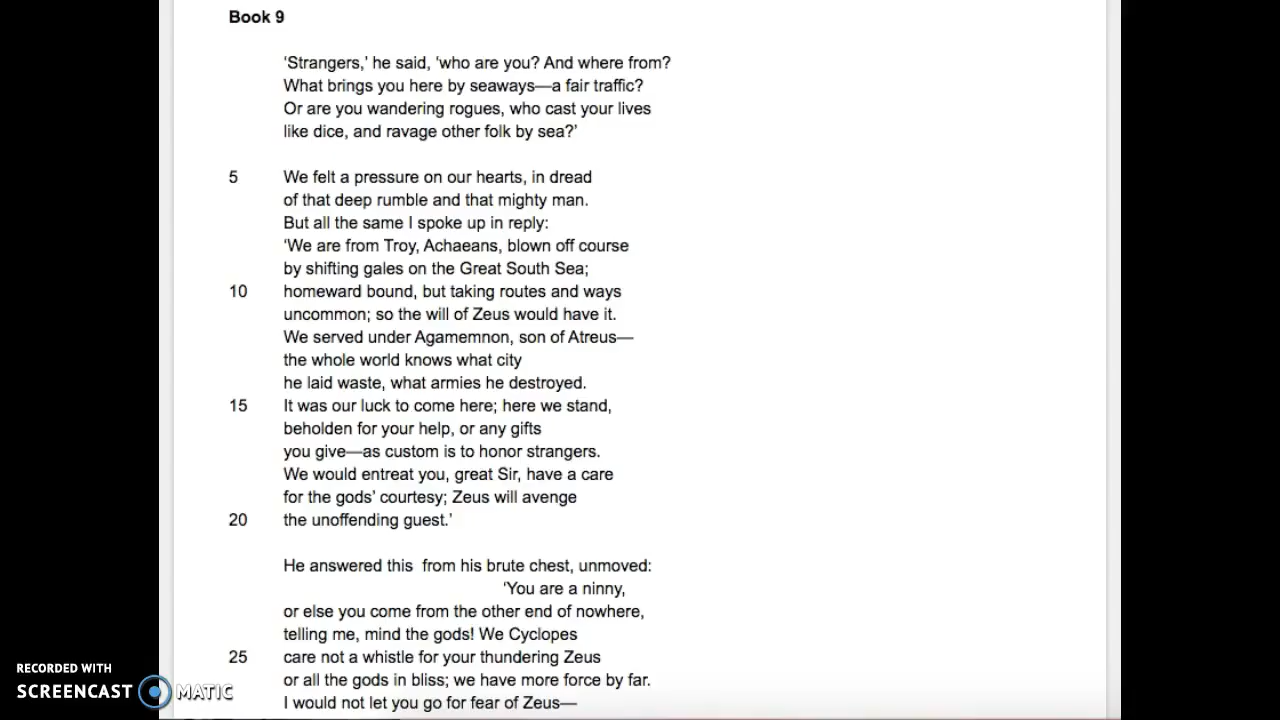 Book 9
‘Strangers,’ he said, ‘who are you? And where from?
What brings you here by seaways—a fair traffic?
Or are you wandering rogues, who cast your lives
like dice, and ravage other folk by sea?’
5 We felt a pressure on our hearts, in dread
of that deep rumble and that mighty man.
But all the same I spoke up in reply:
‘We are from Troy, Achaeans, blown off course
by shifting gales on the Great South Sea;
10 homeward bound, but taking routes and ways
uncommon; so the will of Zeus would have it.
We served under Agamemnon, son of Atreus—
the whole world knows what city
he laid waste, what armies he destroyed.
15 It was our luck to come here; here we stand,
beholden for your help, or any gifts
you give—as custom is to honor strangers.
We would entreat you, great Sir, have a care
for the gods’ courtesy; Zeus will avenge
20 the unoffending guest.’
He answered this  from his brute chest, unmoved:
‘You are a ninny,
or else you come from the other end of nowhere,
telling me, mind the gods! We Cyclopes
25 care not a whistle for your thundering Zeus
or all the gods in bliss; we have more force by far.
I would not let you go for fear of Zeus—
RECORDED WITH
SCREENCAST MATIC